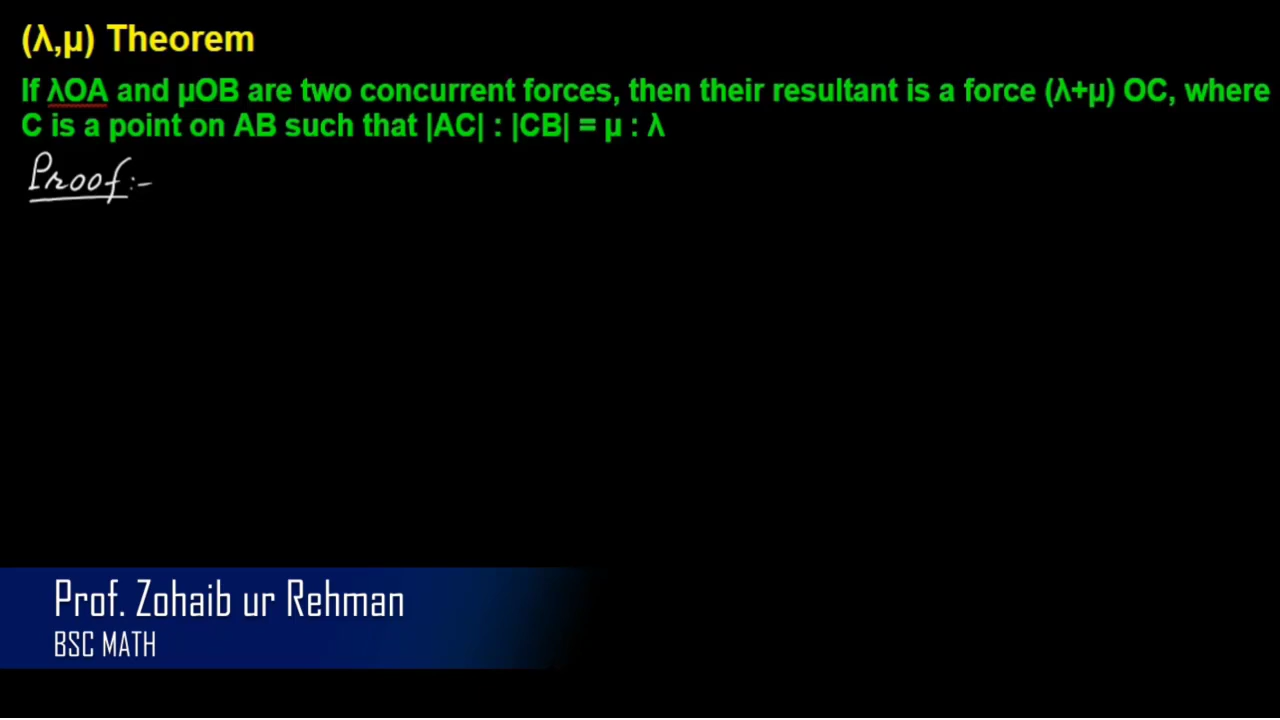 (λ,μ) Theorem
If λOA and μOB are two concurrent forces, then their resultant is a force (λ+μ) OC, where
C is a point on AB such that |AC| : |CB| = μ : λ
Proof:-
Prof. Zohaib ur Rehman
BSC MATH